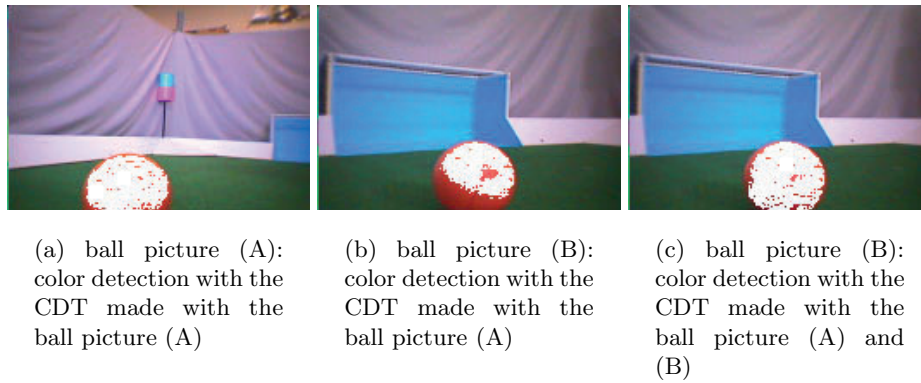 (a) ball picture (A):
color detection with the
CDT made with the
ball picture (A)
(b) ball picture (B):
color detection with the
CDT made with the
ball picture (A)
(c) ball picture (B):
color detection with the
CDT made with the
ball picture (A) and
(B)